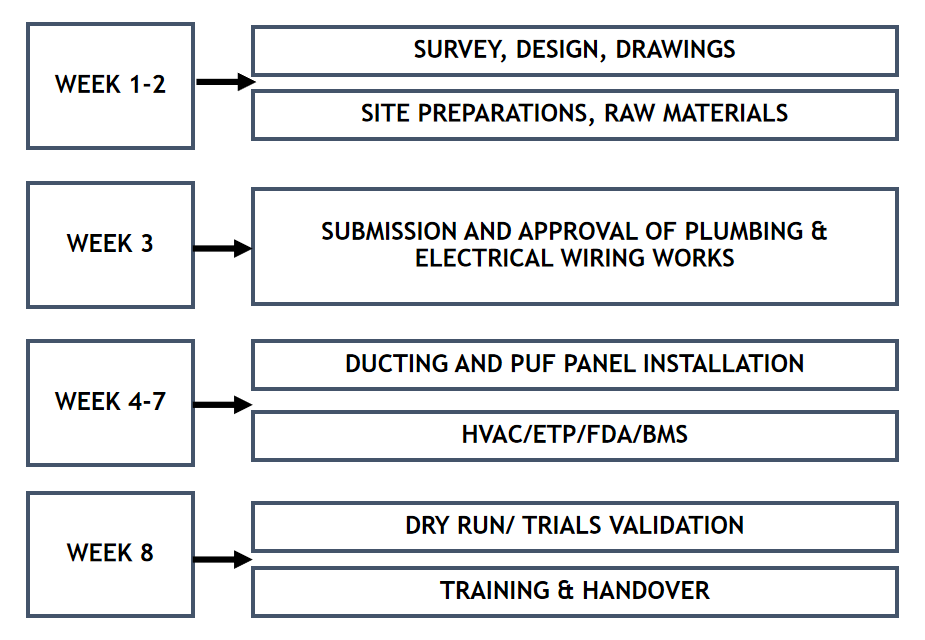 WEEK 1-2
SURVEY, DESIGN, DRAWINGS
SITE PREPARATIONS, RAW MATERIALS
WEEK 3
SUBMISSION AND APPROVAL OF PLUMBING &
ELECTRICAL WIRING WORKS
WEEK 4-7
DUCTING AND PUF PANEL INSTALLATION
HVAC/ETP/FDA/BMS
WEEK 8
DRY RUN/ TRIALS VALIDATION
TRAINING & HANDOVER